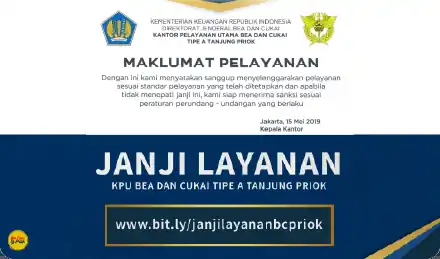 KEMENTERIAN KEUANGAN REPUBLIK INDONESIA
DIREKTORAT JENDERAL BEA DAN CUKAI
KANTOR PELAYANAN UTAMA BEA DAN CUKAI
TIPE A TANJUNG PRIOK
MAKLUMAT PELAYANAN
Dengan ini kami menyatakan sanggup menyelenggarakan pelayanan
sesuai standar pelayanan yang telah ditetapkan dan apabila
tidak menepati janji ini, kami siap menerima sanksi sesuai
peraturan perundang - undangan yang berlaku
Jakarta, 15 Mei 2019
Kepala Kantor
JANJI LAYANAN
KPU BEA DAN CUKAI TIPE A TANJUNG PRIOK
www.bit.ly/janjilayananbcpriok